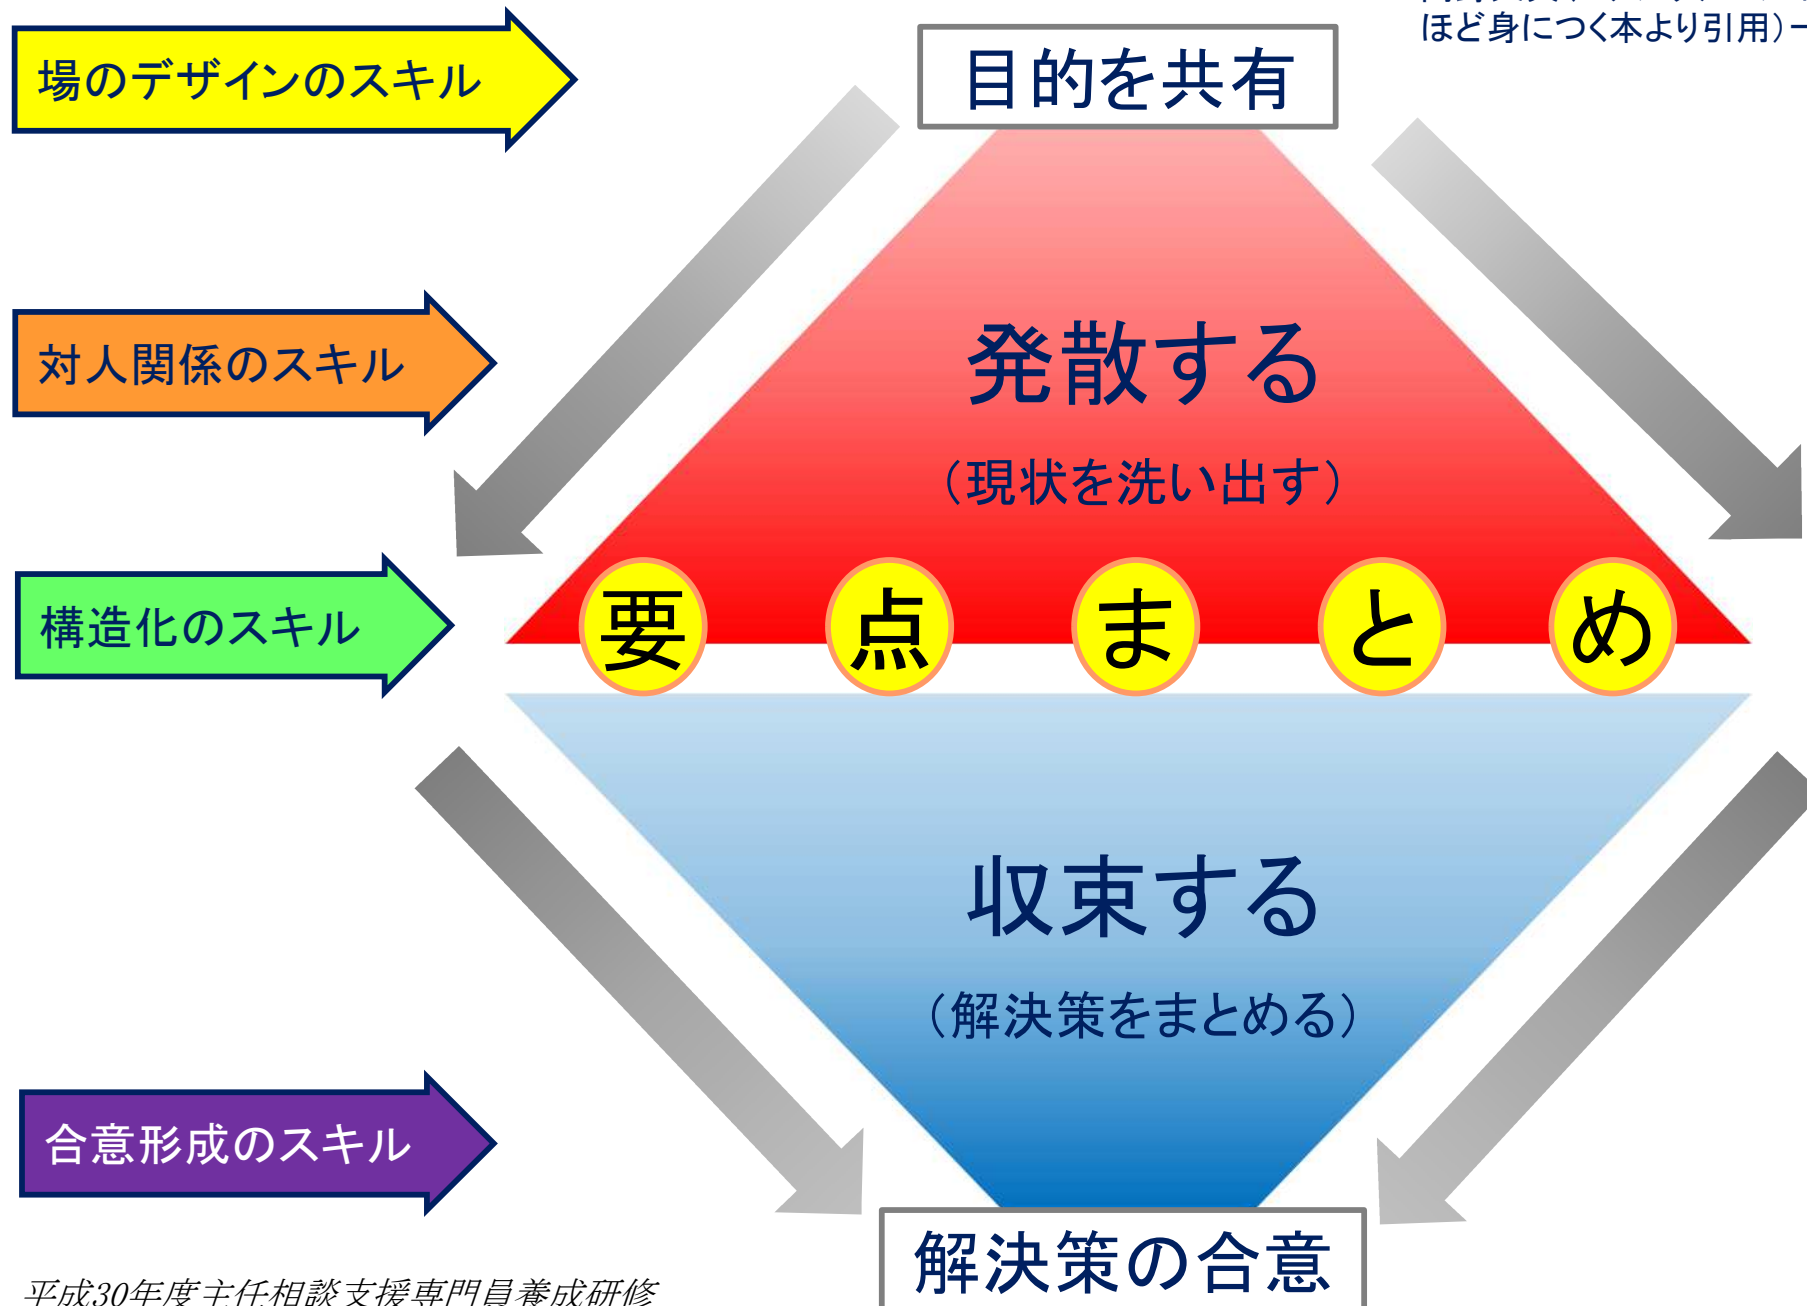 ほど身につく本より引用)-
場のデザインのスキル
目的を共有
対人関係のスキル
発散する
(現状を洗い出す)
構造化のスキル
要点まとめ
収束する
(解決策をまとめる)
合意形成のスキル
解決策の合意
平成30年度主任相談支援専門員養成研修